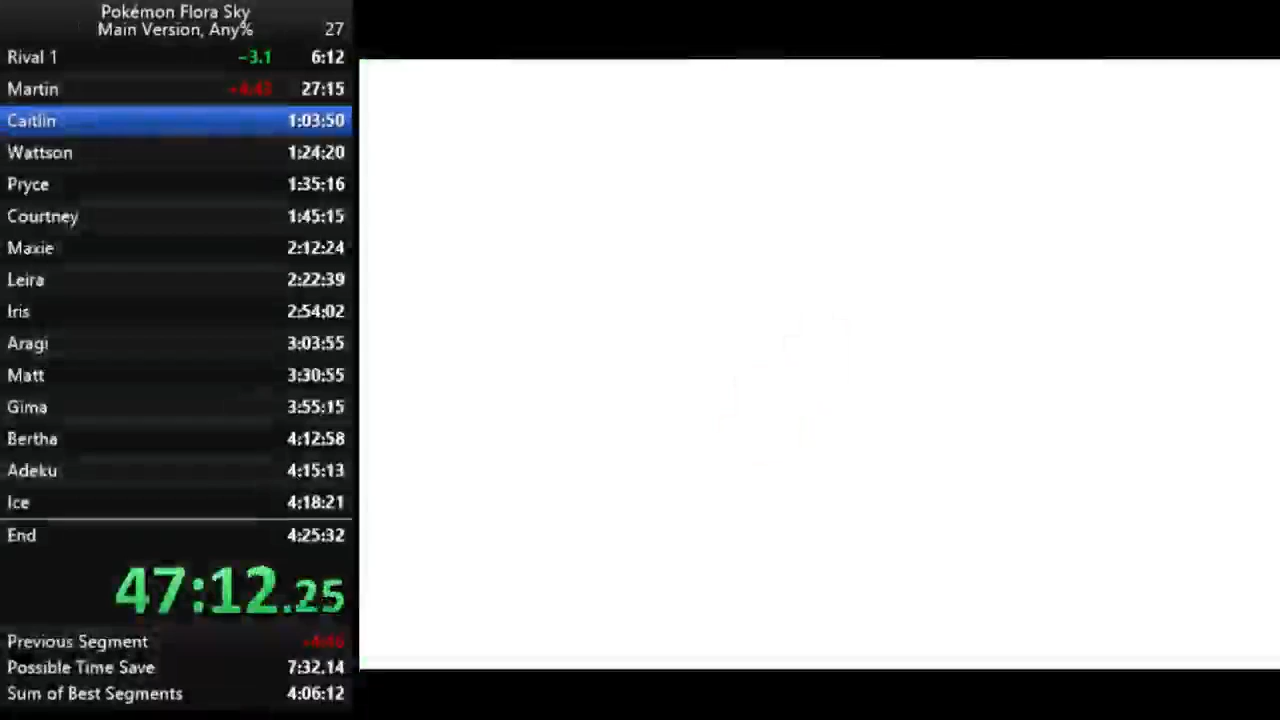 Pokémon Flora Sky
Main Version, Any% 27
Rival 1 -3.1 6:12
Martin 27:15
Caitlin 1:03:50
Wattson 1:24:20
Pryce 1:35:16
Courtney 1:45:15
Maxie 2:12:24
Leira 2:22:39
Iris 2:54:02
Aragi 3:03:55
Matt 3:30:55
Gima 3:55:15
Bertha 4:12:58
Adeku 4:15:13
Ice 4:18:21
End 4:25:32
47:12.25
Previous Segment
Possible Time Save 7:32.14
Sum of Best Segments 4:06:12